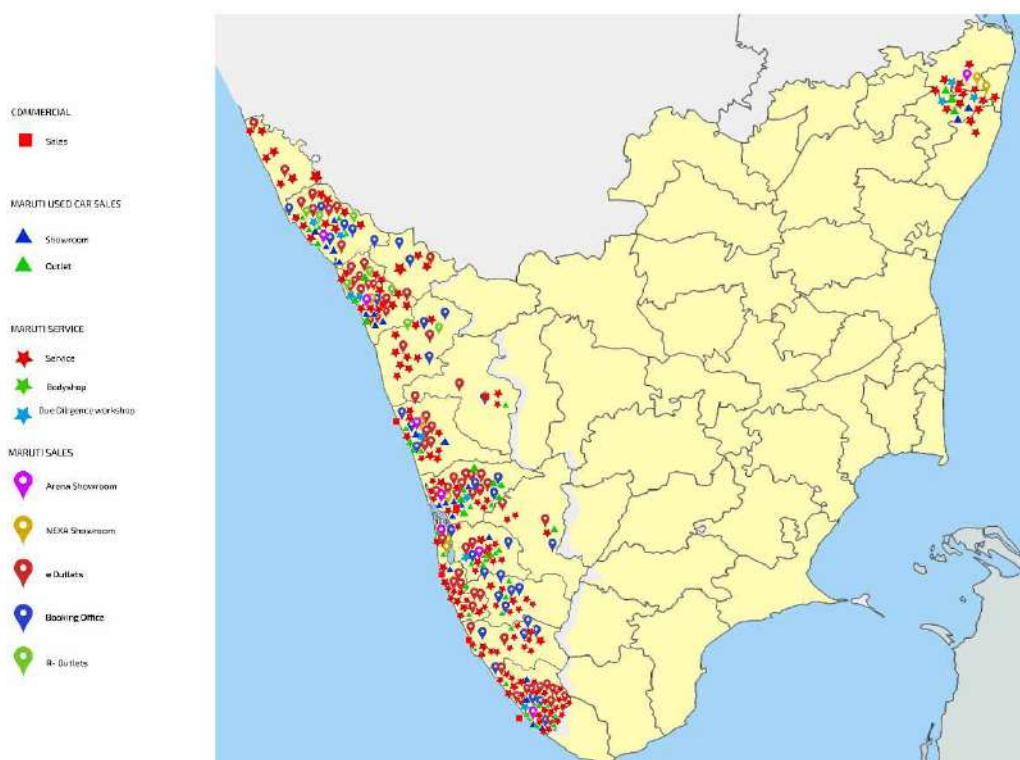 COMMERCIAL
Sales
MARUTI USED CAR SALES
Showroom
Outlet
MARUTI SERVICE
Service
Bodyshop
Due Diligence workshop
MARUTI SALES
Arena Showroom
NEXA Showroom
e Outlets
Booking Office
R- Outlets